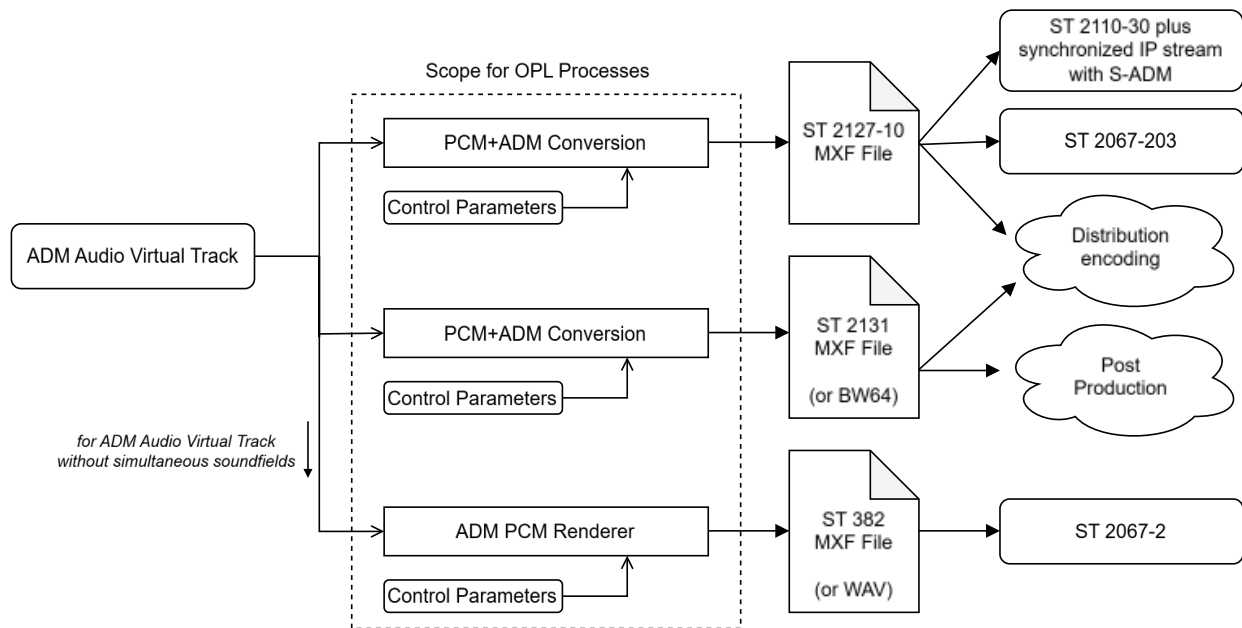 Scope for OPL Processes
ST 2110-30 plus
synchronized IP stream
with S-ADM
PCM+ADM Conversion
Control Parameters
ST 2127-10
MXF File
ST 2067-203
ADM Audio Virtual Track
Distribution
encoding
PCM+ADM Conversion
Control Parameters
ST 2131
MXF File
(or BW64)
Post
Production
for ADM Audio Virtual Track
without simultaneous soundfields
ADM PCM Renderer
Control Parameters
ST 382
MXF File
(or WAV)
ST 2067-2